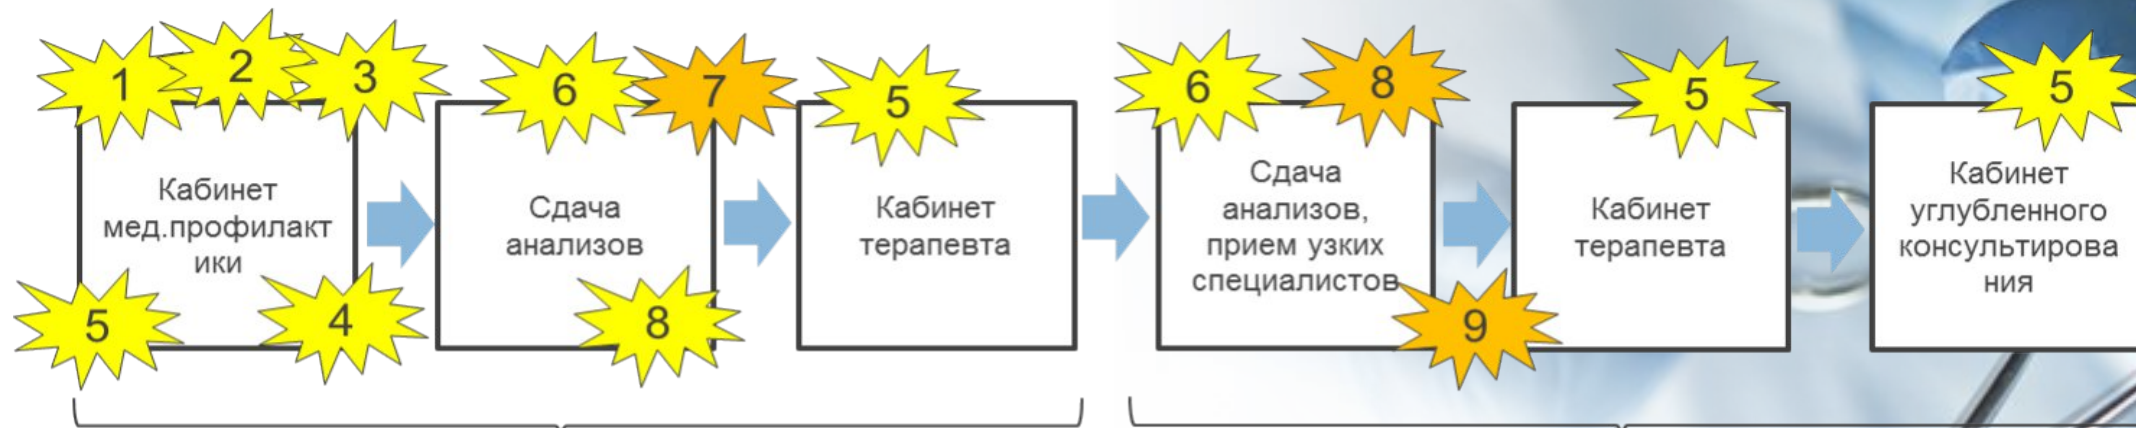 1
2
3
6
7
5
6
8
5
5
Кабинет
мед.профилакт
ики
Сдача
анализов
Кабинет
терапевта
Сдача
анализов,
прием узких
специалистов
Кабинет
терапевта
Кабинет
углубленного
консультирова
ния
5
4
8
9